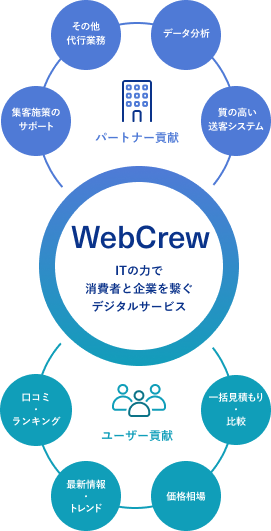 その他
代行業務
データ分析
集客施策の
サポート
質の高い
送客システム
パートナー貢献
WebCrew
ITの力で
消費者と企業を繋ぐ
デジタルサービス
口コミ
・
ランキング
一括見積もり
・
比較
ユーザー貢献
最新情報
・
トレンド
価格相場